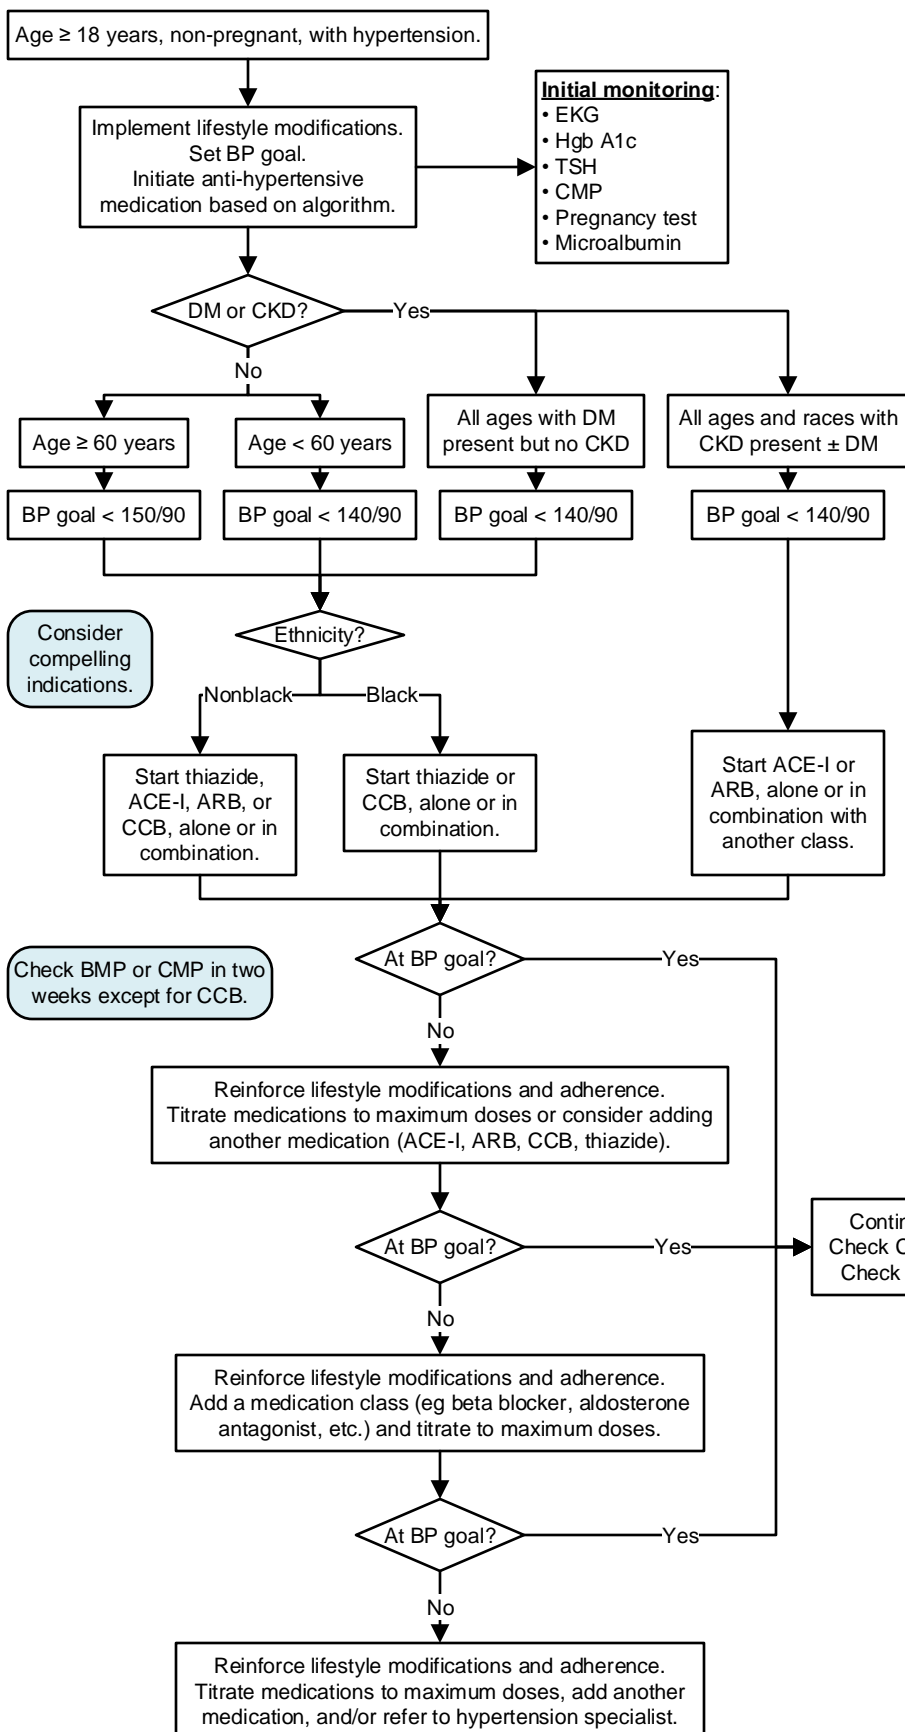 Age ≥ 18 years, non-pregnant, with hypertension.
Implement lifestyle modifications.
Set BP goal.
Initiate anti-hypertensive
medication based on algorithm.
Initial monitoring:
• EKG
• Hgb A1c
• TSH
• CMP
• Pregnancy test
• Microalbumin
DM or CKD?
Yes
No
Age ≥ 60 years
Age < 60 years
All ages with DM
present but no CKD
All ages and races with
CKD present ± DM
BP goal < 150/90
BP goal < 140/90
BP goal < 140/90
BP goal < 140/90
Consider
compelling
indications.
Ethnicity?
Nonblack
Black
Start thiazide,
ACE-I, ARB, or
CCB, alone or in
combination.
Start thiazide or
CCB, alone or in
combination.
Start ACE-I or
ARB, alone or in
combination with
another class.
At BP goal?
Yes
Check BMP or CMP in two
weeks except for CCB.
No
Reinforce lifestyle modifications and adherence.
Titrate medications to maximum doses or consider adding
another medication (ACE-I, ARB, CCB, thiazide).
At BP goal?
Yes
Contin
Check C
Check
No
Reinforce lifestyle modifications and adherence.
Add a medication class (eg beta blocker, aldosterone
antagonist, etc.) and titrate to maximum doses.
At BP goal?
Yes
No
Reinforce lifestyle modifications and adherence.
Titrate medications to maximum doses, add another
medication, and/or refer to hypertension specialist.